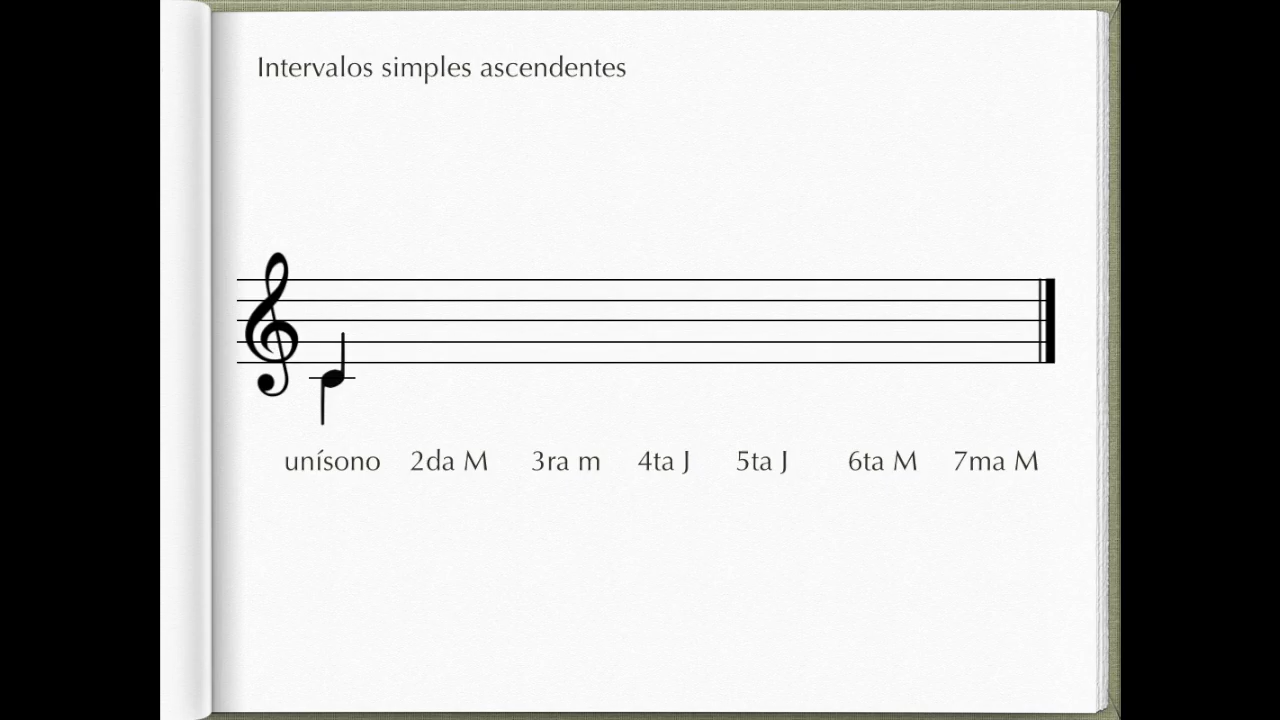 Intervalos simples ascendentes
unísono 2da M 3ra m 4ta J 5ta J 6ta M 7ma M